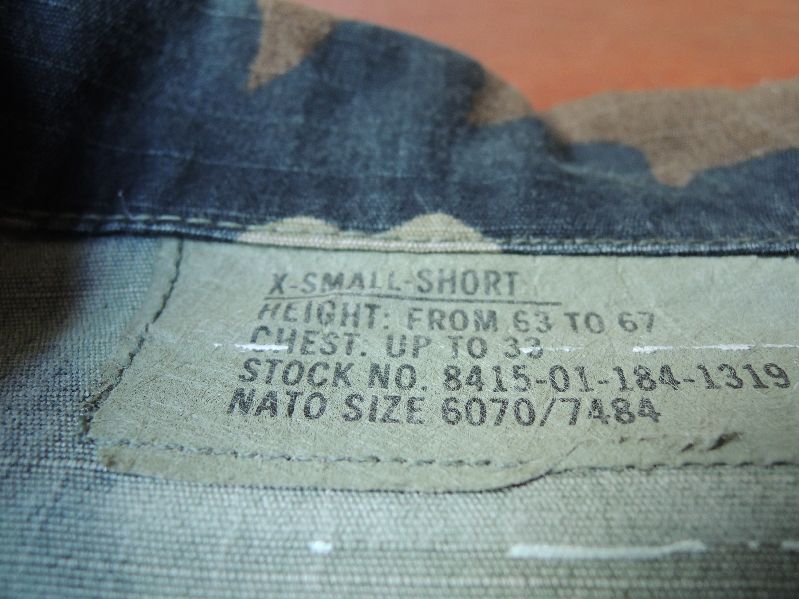 X-SMALL-SHORT
HEIGHT: FROM 63 TO 67
CHEST: UP TO 33
STOCK NO. 8415-01-184-1319
NATO SIZE 6070/7484